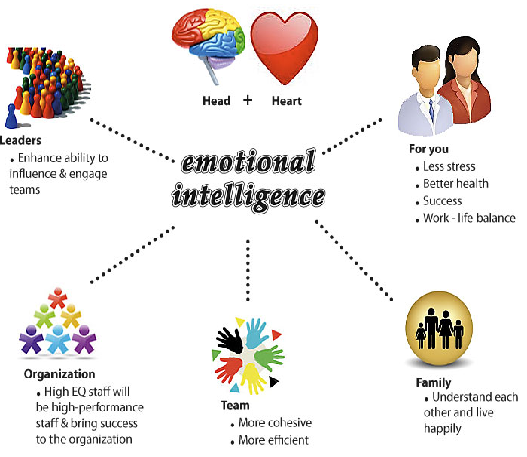 Head + Heart
Leaders
• Enhance ability to
influence & engage
teams
emotional
intelligence
For you
• Less stress
• Better health
• Success
• Work - life balance
Organization
• High EQ staff will
be high-performance
staff & bring success
to the organization
Team
• More cohesive
• More efficient
Family
• Understand each
other and live
happily